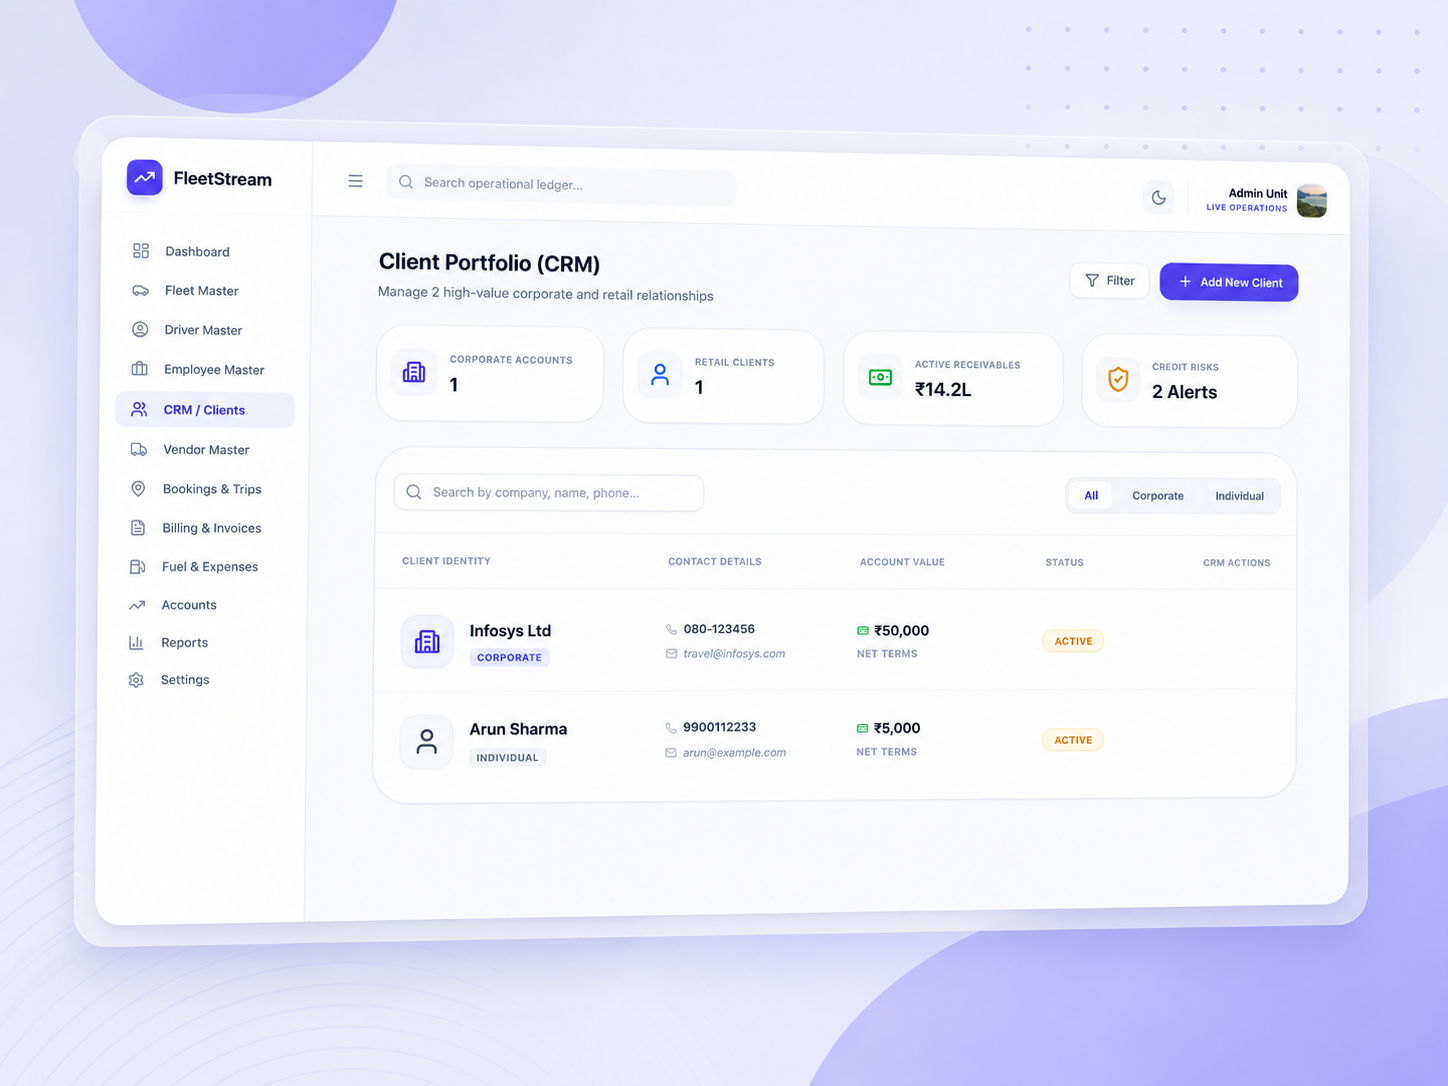 FleetStream
Search operational ledger...
Admin Unit
LIVE OPERATIONS
Dashboard
Fleet Master
Driver Master
Employee Master
CRM / Clients
Vendor Master
Bookings & Trips
Billing & Invoices
Fuel & Expenses
Accounts
Reports
Settings
Client Portfolio (CRM)
Manage 2 high-value corporate and retail relationships
Filter
Add New Client
CORPORATE ACCOUNTS
1
RETAIL CLIENTS
1
ACTIVE RECEIVABLES
₹14.2L
CREDIT RISKS
2 Alerts
Search by company, name, phone...
All Corporate Individual
CLIENT IDENTITY CONTACT DETAILS ACCOUNT VALUE STATUS CRM ACTIONS
Infosys Ltd
CORPORATE
080-123456
travel@infosys.com
₹50,000
NET TERMS
ACTIVE
Arun Sharma
INDIVIDUAL
9900112233
arun@example.com
₹5,000
NET TERMS
ACTIVE